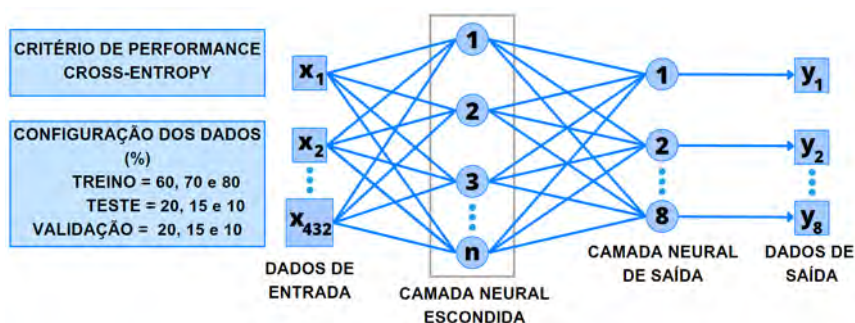 CRITÉRIO DE PERFORMANCE
CROSS-ENTROPY
CONFIGURAÇÃO DOS DADOS
(%)
TREINO = 60, 70 e 80
TESTE = 20, 15 e 10
VALIDAÇÃO = 20, 15 e 10
x1
x2
x432
DADOS DE
ENTRADA
1
2
3
n
CAMADA NEURAL
ESCONDIDA
1
2
8
CAMADA NEURAL
DE SAÍDA
y1
y2
y8
DADOS DE
SAÍDA